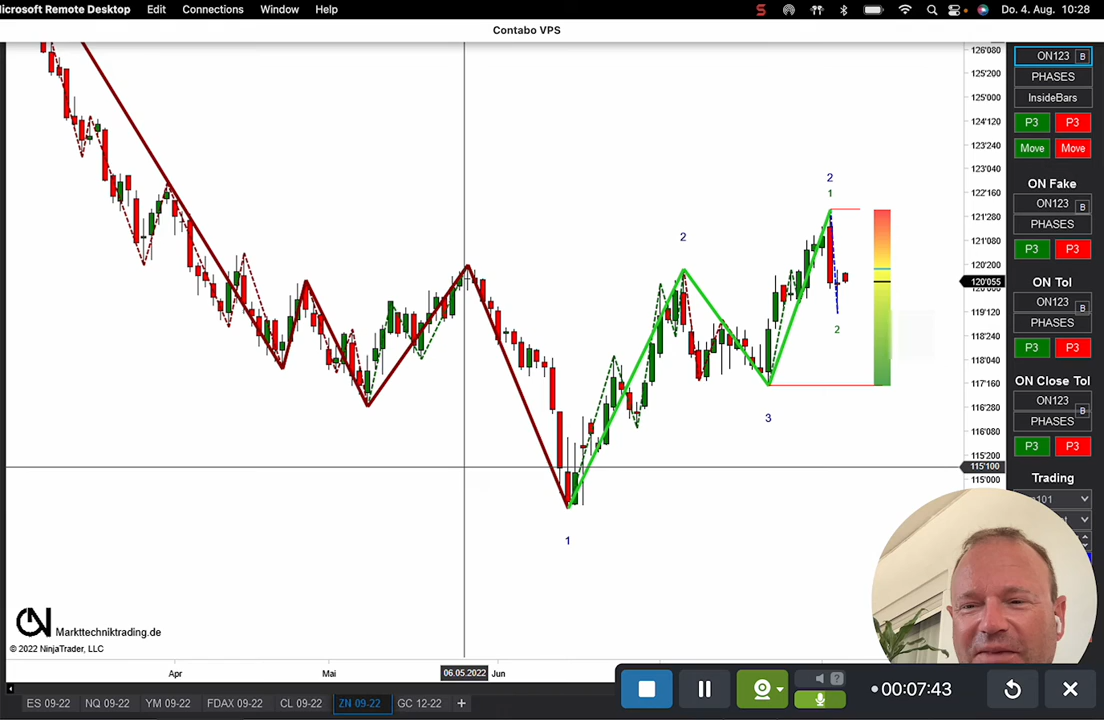 Microsoft Remote Desktop Edit Connections Window Help Do. 4. Aug. 10:28
Contabo VPS
126'080
125'200
125'000
124'120
123'240
123'040
122'160
121'280
121'080
120'200
120'055
119'120
118'240
118'040
117'160
116'280
116'080
115'200
115'100
115'000
2
1
2
2
3
1
ON123 B
PHASES
InsideBars
P3 P3
Move Move
ON Fake
ON123 B
PHASES
P3 P3
ON Tol
ON123 B
PHASES
P3 P3
ON Close Tol
ON123 B
PHASES
P3 P3
Trading
ON Markttechniktrading.de
© 2022 NinjaTrader, LLC
Apr Mai 06.05.2022 Jun
ES 09-22 NQ 09-22 YM 09-22 FDAX 09-22 CL 09-22 ZN 09-22 GC 12-22 +
00:07:43